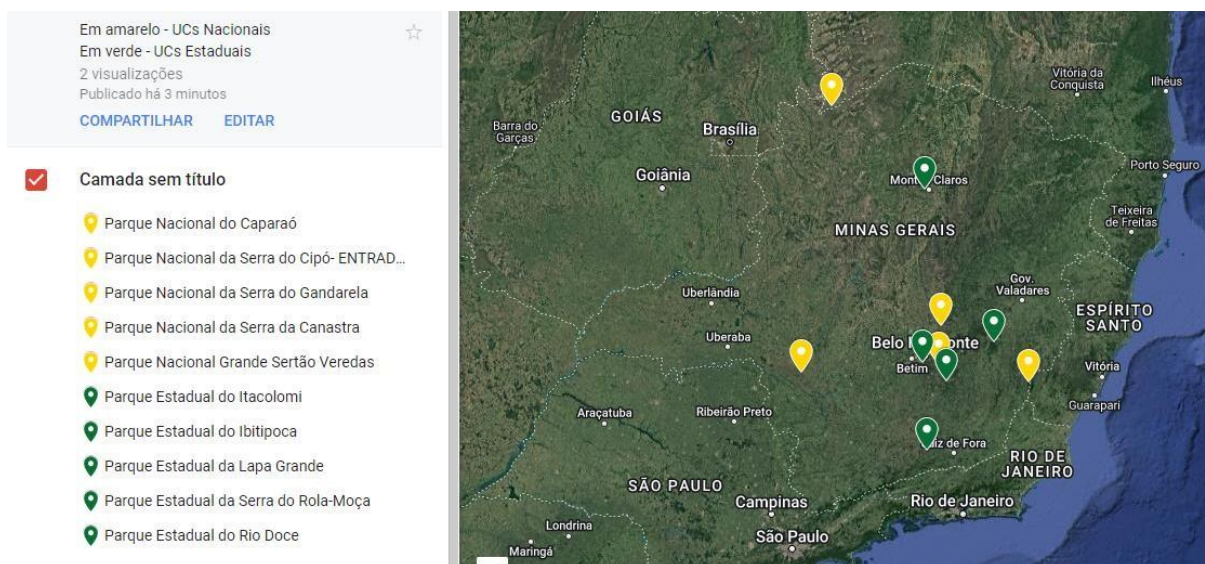 Em amarelo - UCs Nacionais
Em verde - UCs Estaduais
2 visualizações
Publicado há 3 minutos
COMPARTILHAR EDITAR
Camada sem título
Parque Nacional do Caparaó
Parque Nacional da Serra do Cipó- ENTRAD...
Parque Nacional da Serra do Gandarela
Parque Nacional da Serra da Canastra
Parque Nacional Grande Sertão Veredas
Parque Estadual do Itacolomi
Parque Estadual do Ibitipoca
Parque Estadual da Lapa Grande
Parque Estadual da Serra do Rola-Moça
Parque Estadual do Rio Doce
Vitória da
Conquista
Ilhéus
GOIÁS
Brasília
Barra do
Garças
Goiânia
Porto Seguro
Claros
MINAS GERAIS
Teixeira
de Freitas
Gov.
Valadares
Uberlândia
ESPÍRITO
SANTO
Uberaba
Belo
Betim
Vitória
Guarapari
Araçatuba
Ribeirão Preto
de Fora
RIO DE
JANEIRO
SÃO PAULO
Campinas
Rio de Janeiro
Londrina
São Paulo
Maringá